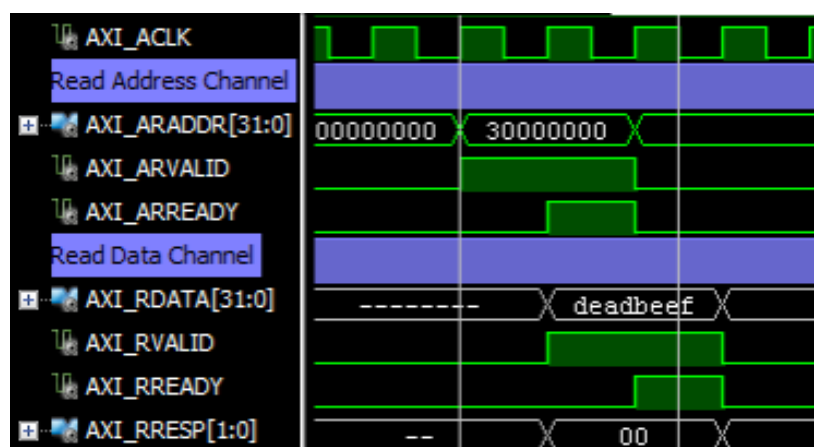 AXI_ACLK
Read Address Channel
AXI_ARADDR[31:0] 00000000 30000000
AXI_ARVALID
AXI_ARREADY
Read Data Channel
AXI_RDATA[31:0] -------- deadbeef
AXI_RVALID
AXI_RREADY
AXI_RRESP[1:0] -- 00